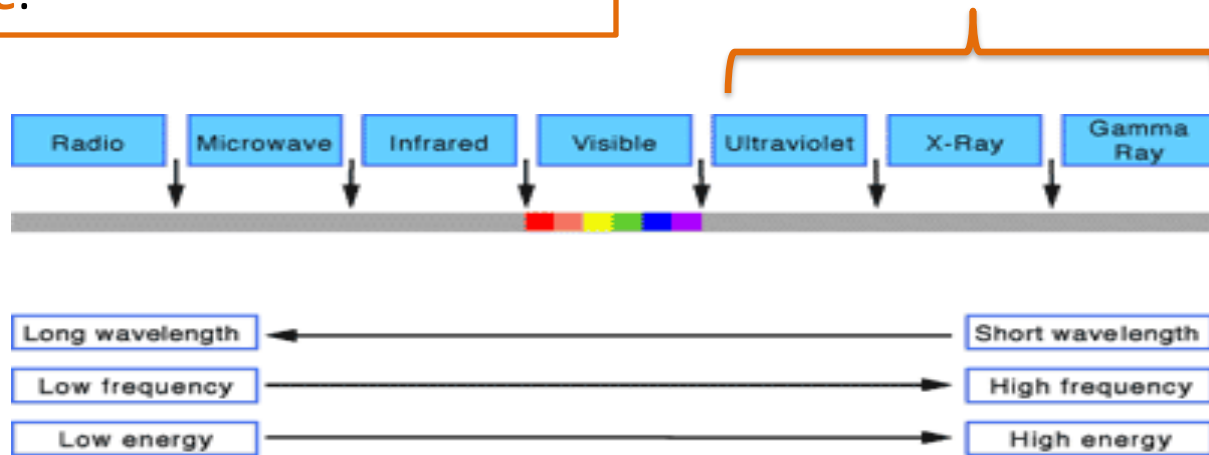 Radio Microwave Infrared Visible Ultraviolet X-Ray Gamma Ray
Long wavelength Short wavelength
Low frequency High frequency
Low energy High energy